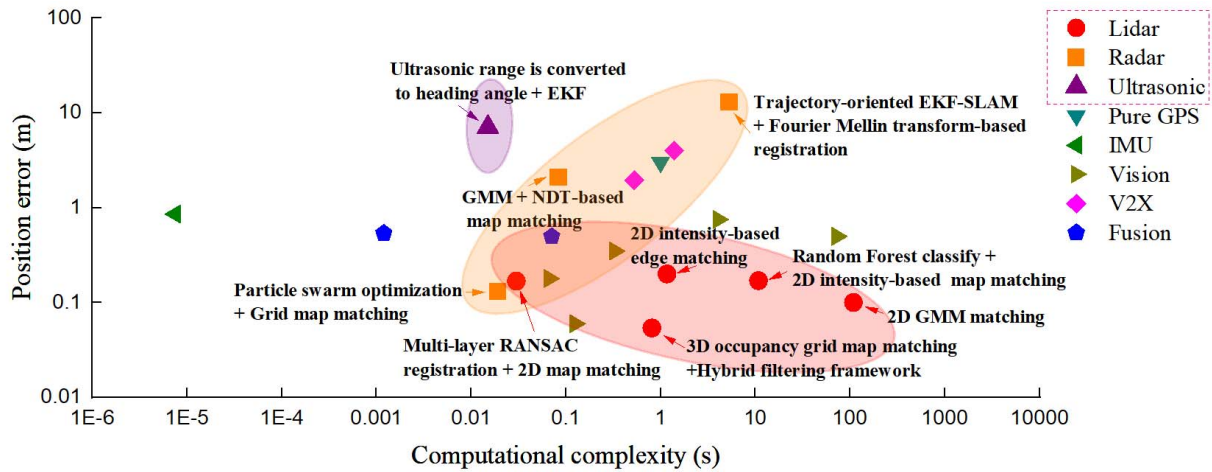 100
10
1
0.1
0.01
Position error (m)
1E-6
1E-5
1E-4
0.001
0.01
0.1
1
10
100
1000
10000
Computational complexity (s)
Ultrasonic range is converted
to heading angle + EKF
Trajectory-oriented EKF-SLAM
+ Fourier Mellin transform-based
registration
GMM + NDT-based
map matching
2D intensity-based
edge matching
Random Forest classify +
2D intensity-based map matching
Particle swarm optimization
+ Grid map matching
2D GMM matching
Multi-layer RANSAC
registration + 2D map matching
3D occupancy grid map matching
+Hybrid filtering framework
Lidar
Radar
Ultrasonic
Pure GPS
IMU
Vision
V2X
Fusion